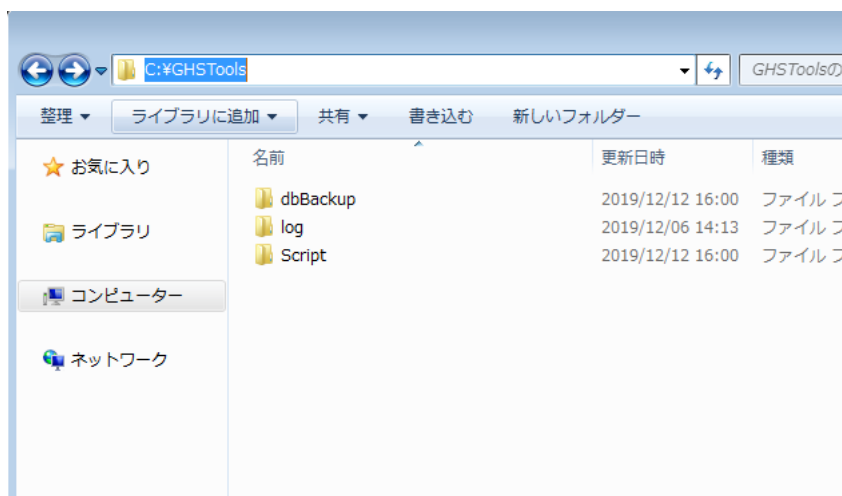 C:¥GHSTools
GHSToolsの
整理 ライブラリに追加 共有 書き込む 新しいフォルダー
お気に入り
ライブラリ
コンピューター
ネットワーク
名前 更新日時 種類
dbBackup 2019/12/12 16:00 ファイル フ
log 2019/12/06 14:13 ファイル フ
Script 2019/12/12 16:00 ファイル フ